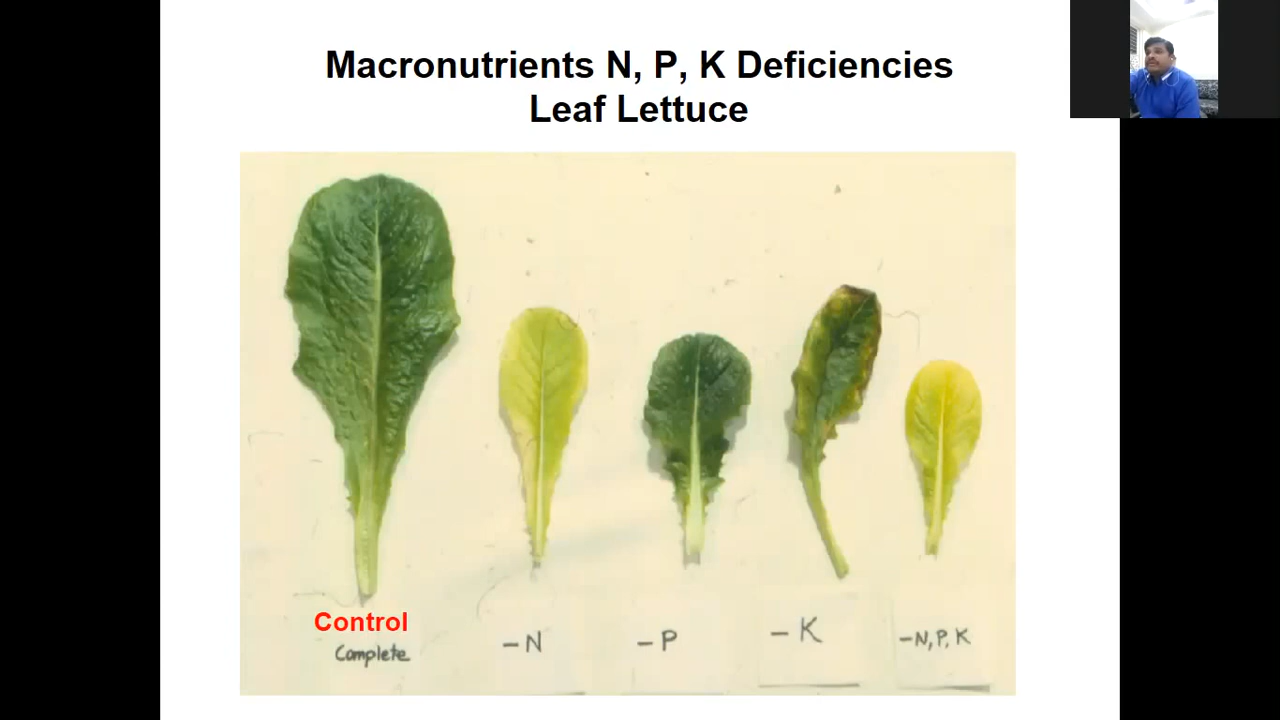 Macronutrients N, P, K Deficiencies
Leaf Lettuce
Control
Complete
– N
– P
– K
– N, P, K